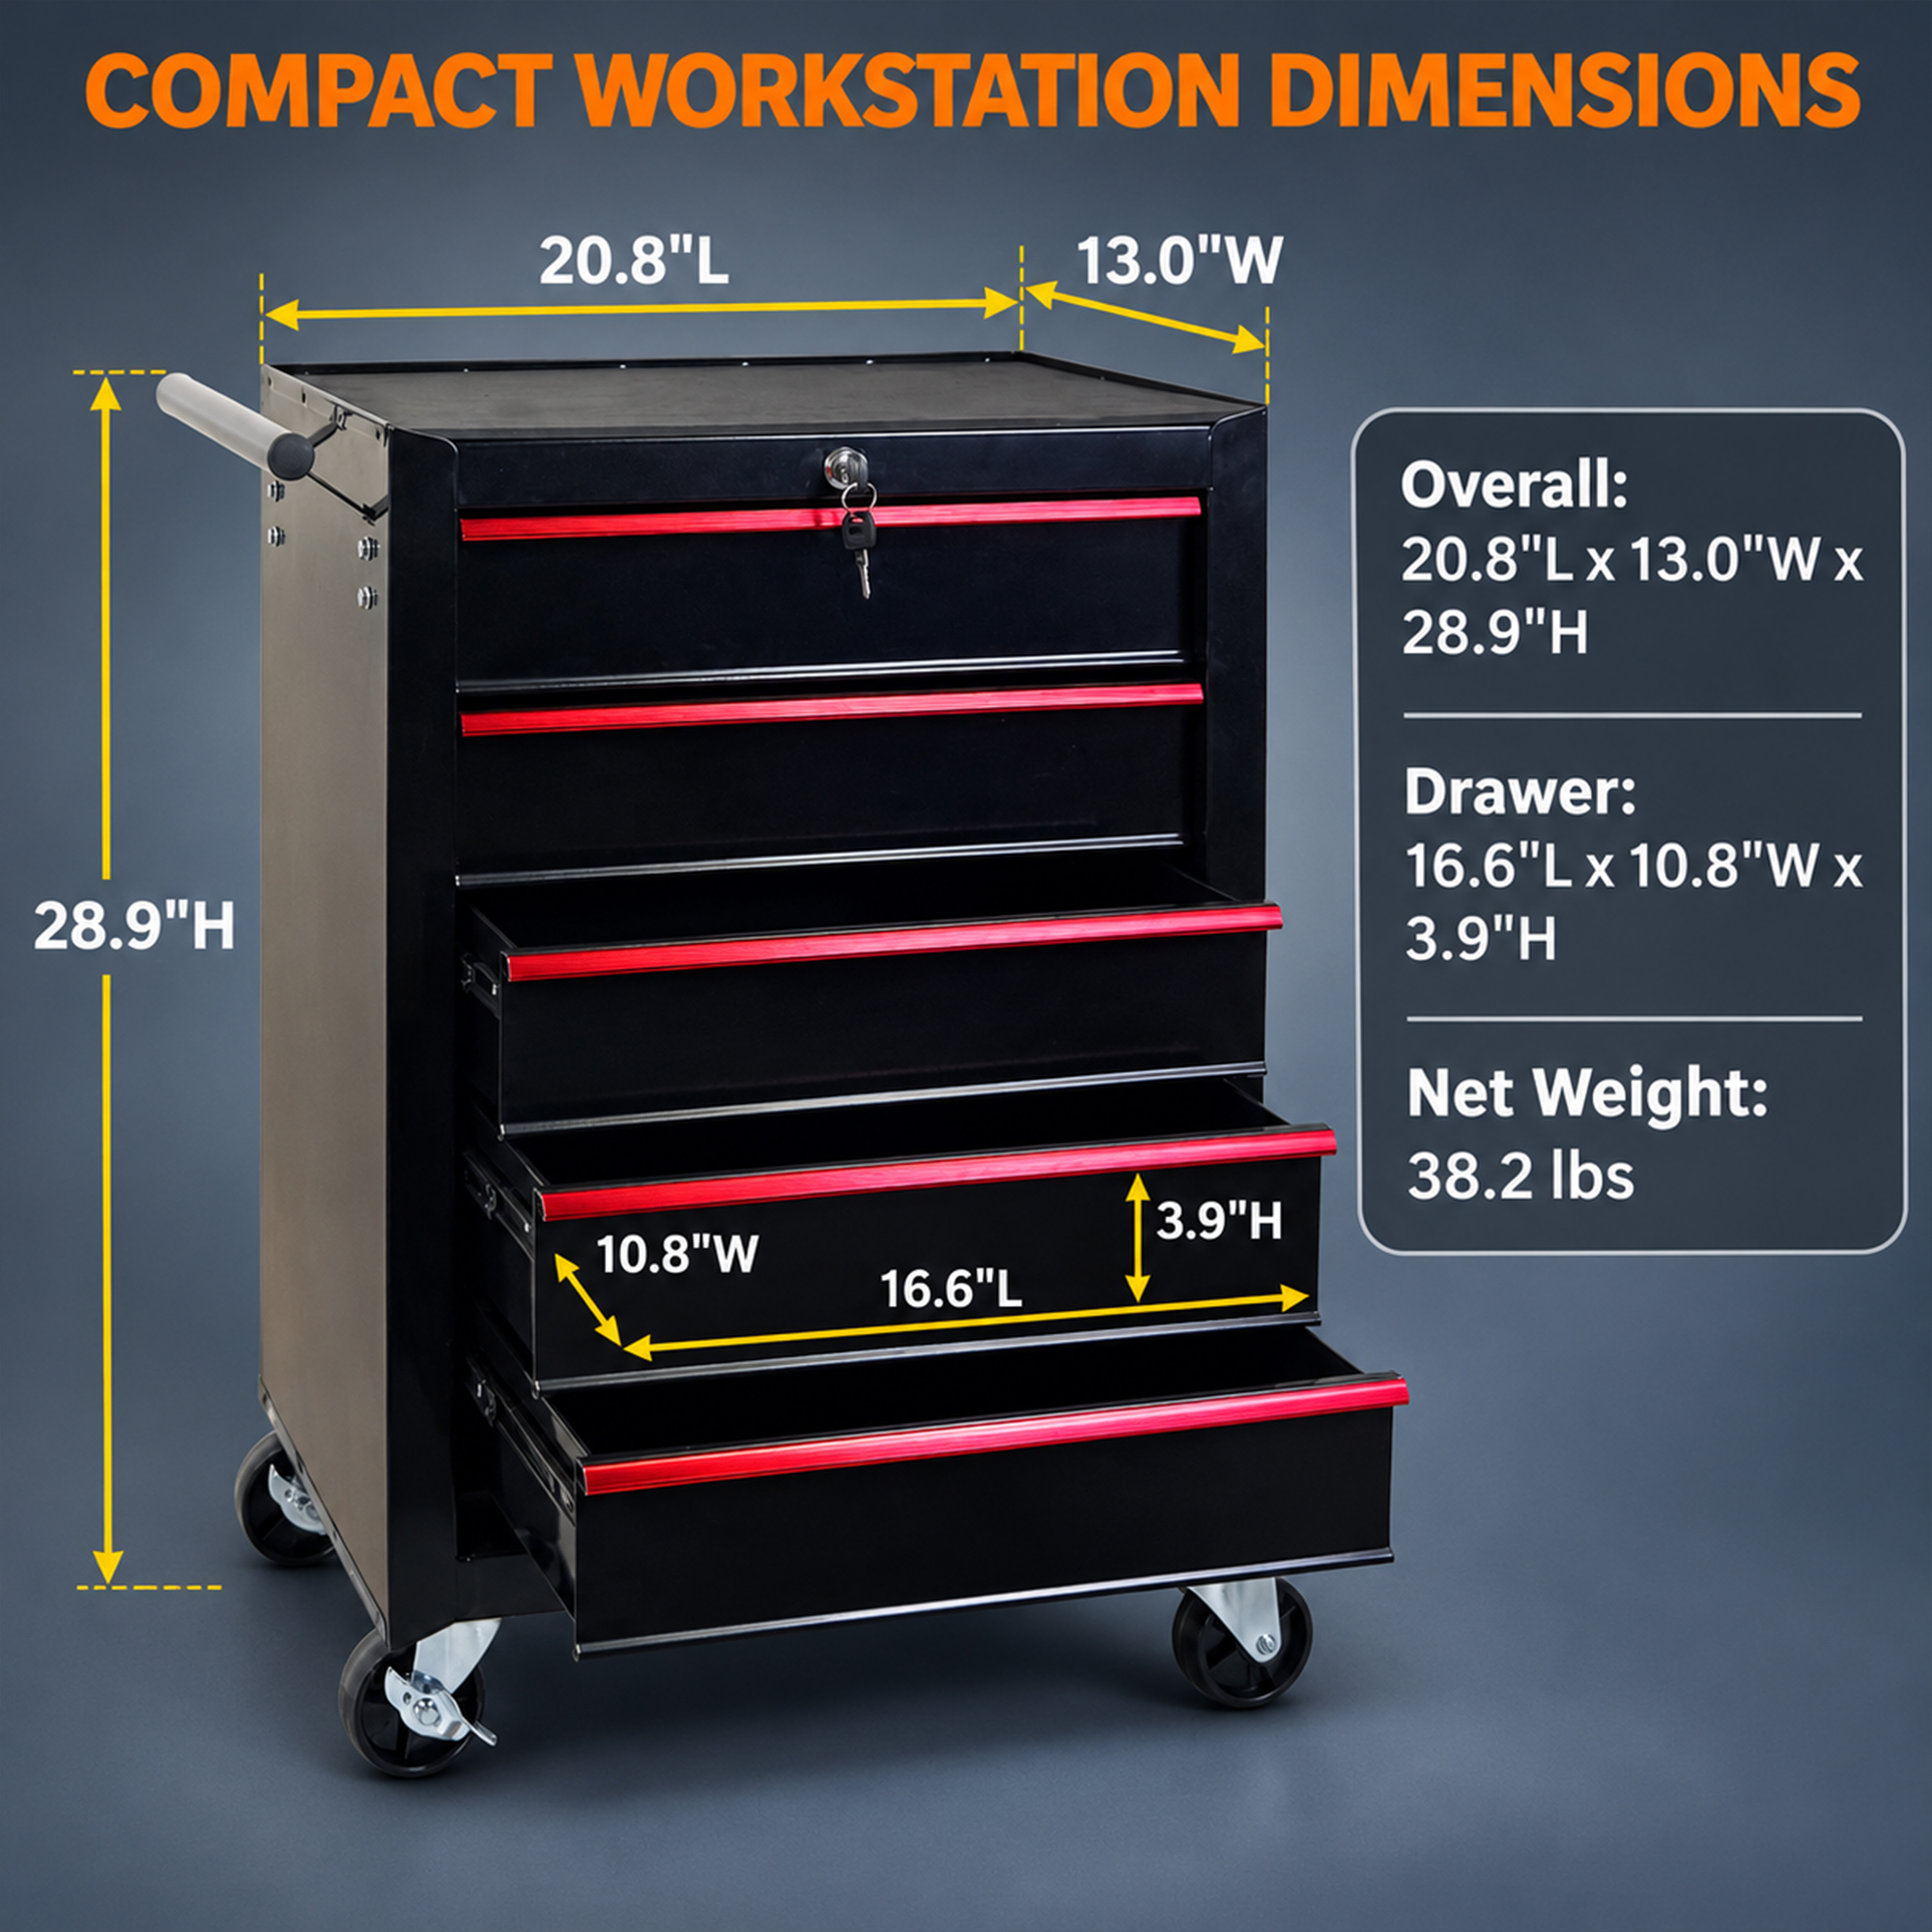 COMPACT WORKSTATION DIMENSIONS
20.8"L
13.0"W
28.9"H
10.8"W
16.6"L
3.9"H
Overall:
20.8"L x 13.0"W x
28.9"H
Drawer:
16.6"L x 10.8"W x
3.9"H
Net Weight:
38.2 lbs